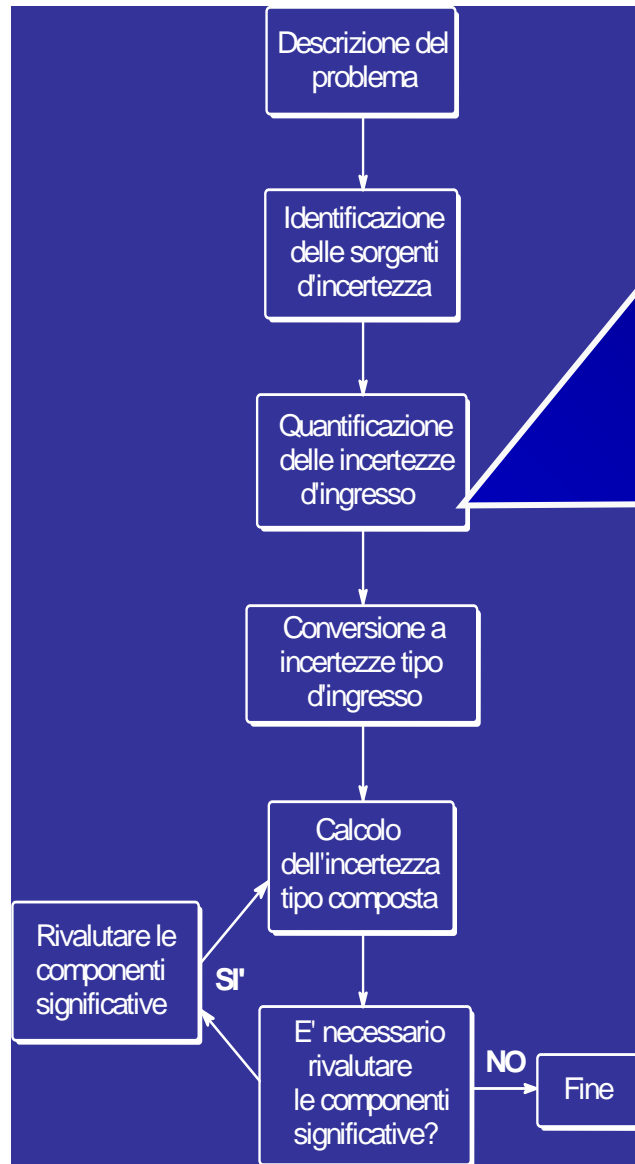 Descrizione del
problema
Identificazione
delle sorgenti
d'incertezza
Quantificazione
delle incertezze
d'ingresso
Conversione a
incertezze tipo
d'ingresso
Calcolo
dell'incertezza
tipo composta
Rivalutare le
componenti
significative
SI'
E' necessario
rivalutare
le componenti
significative?
NO
Fine